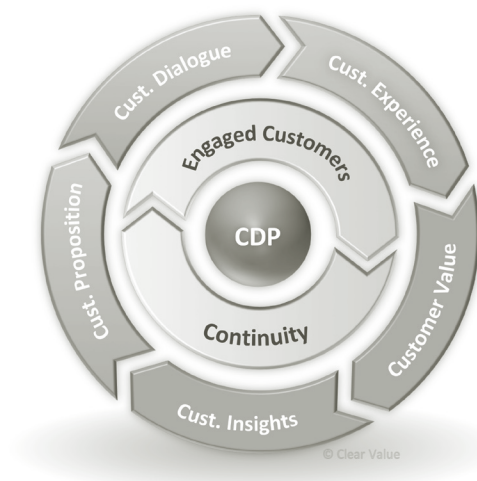 Cust. Dialogue
Cust. Experience
Engaged Customers
CDP
Cust. Proposition
Customer Value
Continuity
Cust. Insights
© Clear Value